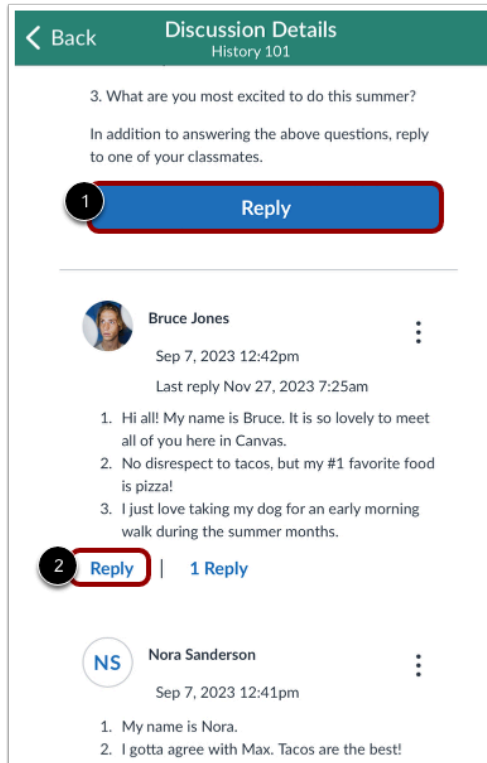 Back
Discussion Details
History 101
3. What are you most excited to do this summer?
In addition to answering the above questions, reply
to one of your classmates.
1
Reply
Bruce Jones
Sep 7, 2023 12:42pm
Last reply Nov 27, 2023 7:25am
1. Hi all! My name is Bruce. It is so lovely to meet
all of you here in Canvas.
2. No disrespect to tacos, but my #1 favorite food
is pizza!
3. I just love taking my dog for an early morning
walk during the summer months.
2 Reply | 1 Reply
NS
Nora Sanderson
Sep 7, 2023 12:41pm
1. My name is Nora.
2. I gotta agree with Max. Tacos are the best!